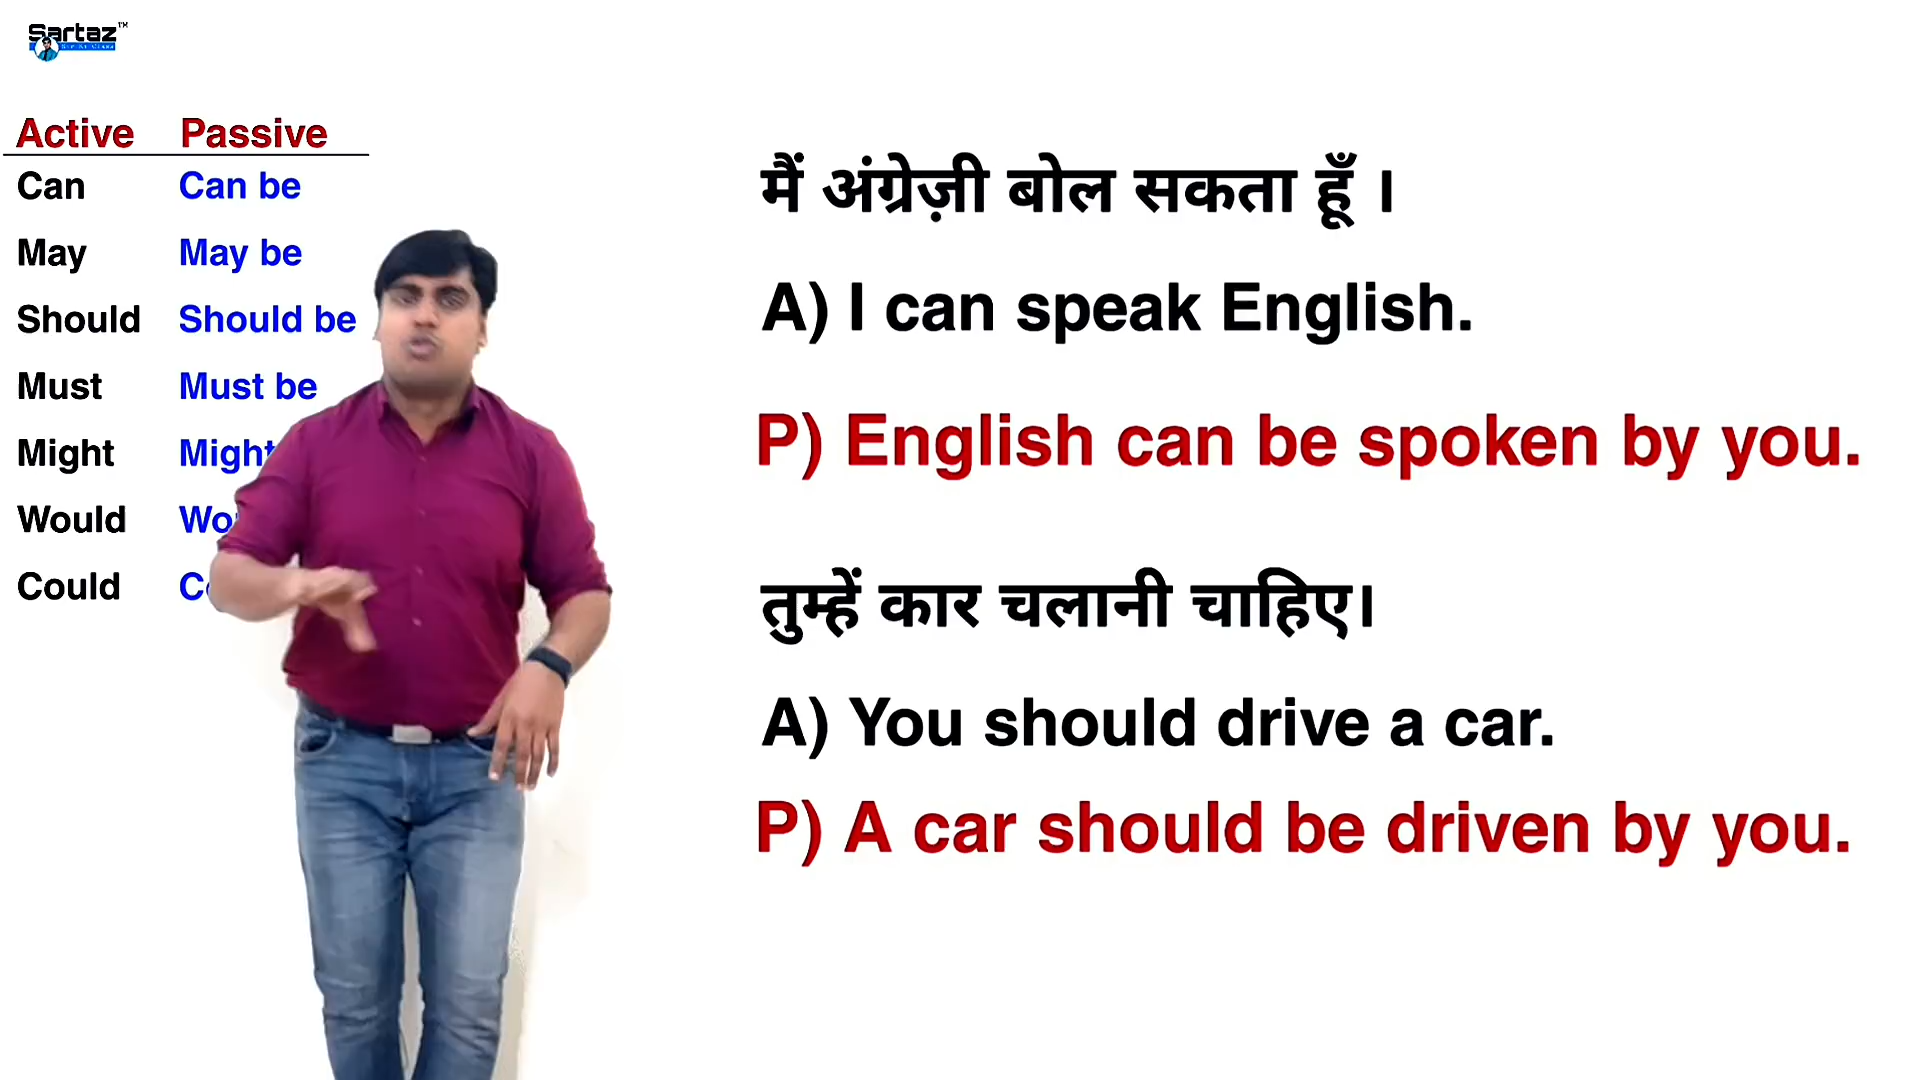 Sartaz™
Active Passive
Can Can be
May May be
Should Should be
Must Must be
Might
Would
Could
मैं अंग्रेज़ी बोल सकता हूँ ।
A) I can speak English.
P) English can be spoken by you.
तुम्हें कार चलानी चाहिए।
A) You should drive a car.
P) A car should be driven by you.